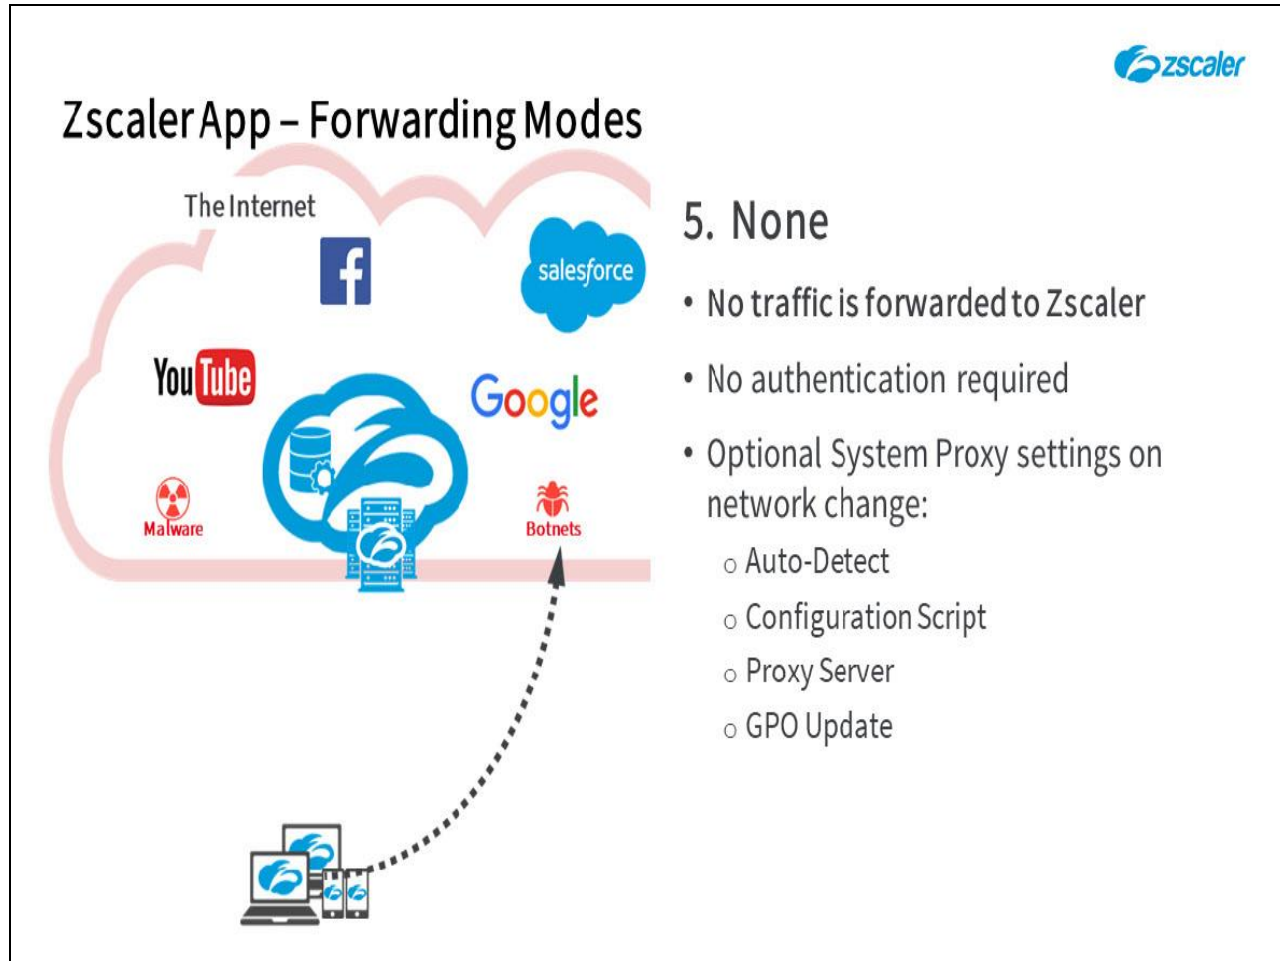 zscaler
Zscaler App – Forwarding Modes
The Internet
salesforce
YouTube
Google
Malware
Botnets
5. None
• No traffic is forwarded to Zscaler
• No authentication required
• Optional System Proxy settings on
network change:
o Auto-Detect
o Configuration Script
o Proxy Server
o GPO Update